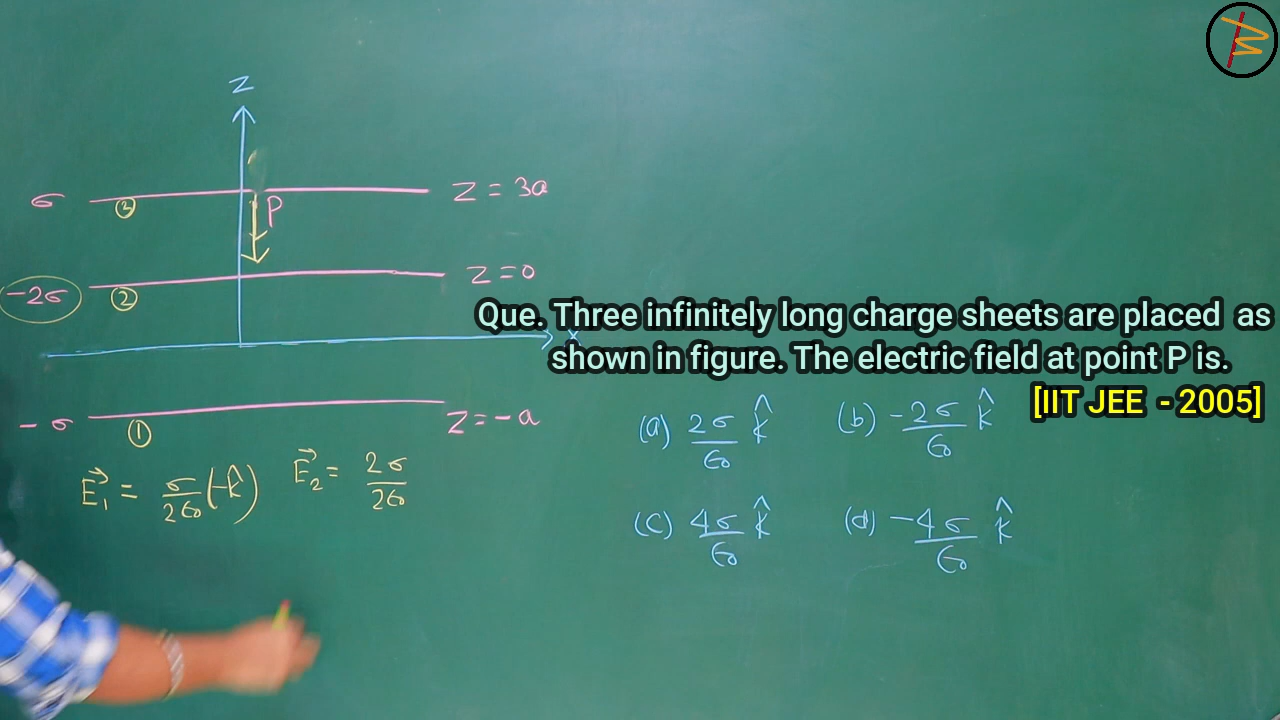 Z
σ ③ P Z = 3a
-2σ ② Z = 0
Que. Three infinitely long charge sheets are placed as
shown in figure. The electric field at point P is.
[IIT JEE - 2005]
x
-σ ① Z = -a
(a) 2σ/ε₀ k̂ (b) -2σ/ε₀ k̂
E⃗₁ = σ/2ε₀ (-k̂) E⃗₂ = 2σ/2ε₀
(c) 4σ/ε₀ k̂ (d) -4σ/ε₀ k̂